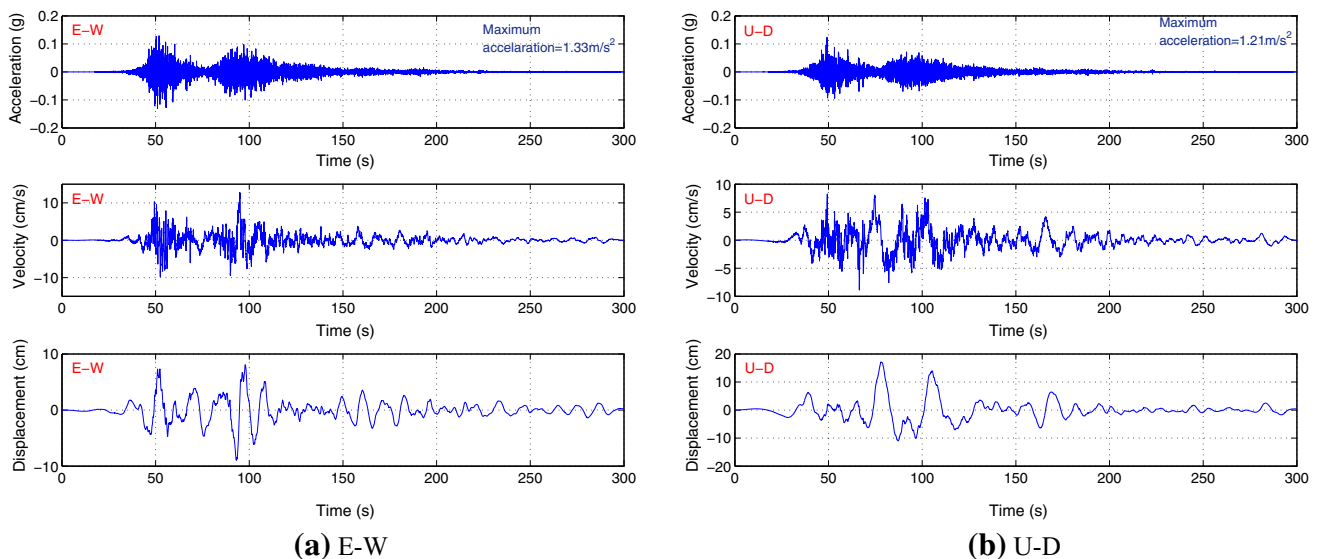 E-W
Maximum
accelaration=1.33m/s²
Acceleration (g)
0.2
0.1
0
−0.1
−0.2
0 50 100 150 200 250 300
Time (s)
E-W
Velocity (cm/s)
10
0
−10
0 50 100 150 200 250 300
Time (s)
E-W
Displacement (cm)
10
0
−10
0 50 100 150 200 250 300
Time (s)
(a) E-W
U-D
Maximum
acceleration=1.21m/s²
Acceleration (g)
0.2
0.1
0
−0.1
−0.2
0 50 100 150 200 250 300
Time (s)
U-D
Velocity (cm/s)
10
5
0
−5
−10
0 50 100 150 200 250 300
Time (s)
U-D
Displacement (cm)
20
10
0
−10
−20
0 50 100 150 200 250 300
Time (s)
(b) U-D